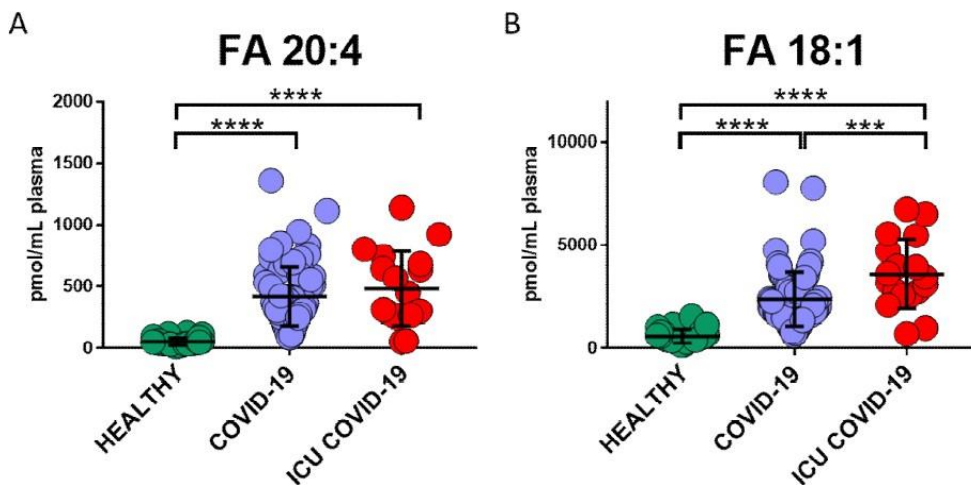 A
FA 20:4
pmol/mL plasma
2000
1500
1000
500
0
****
****
HEALTHY
COVID-19
ICU COVID-19
B
FA 18:1
pmol/mL plasma
10000
5000
0
****
****
***
HEALTHY
COVID-19
ICU COVID-19